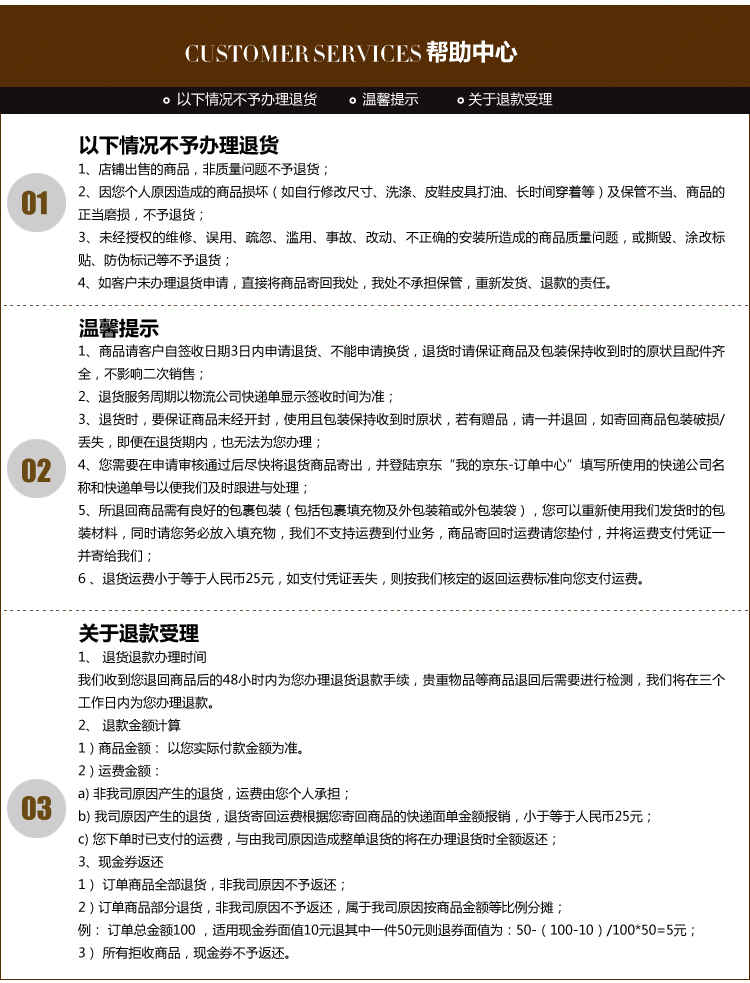 CUSTOMER SERVICES 帮助中心
以下情况不予办理退货 温馨提示 关于退款受理
以下情况不予办理退货
1、店铺出售的商品，非质量问题不予退货；
01
2、因您个人原因造成的商品损坏（如自行修改尺寸、洗涤、皮鞋皮具打油、长时间穿着等）及保管不当、商品的
正当磨损，不予退货；
3、未经授权的维修、误用、疏忽、滥用、事故、改动、不正确的安装所造成的商品质量问题，或撕毁、涂改标
贴、防伪标记等不予退货；
4、如客户未办理退货申请，直接将商品寄回我处，我处不承担保管，重新发货、退款的责任。
温馨提示
1、商品请客户自签收日期3日内申请退货、不能申请换货，退货时请保证商品及包装保持收到时的原状且配件齐
全，不影响二次销售；
2、退货服务周期以物流公司快递单显示签收时间为准；
3、退货时，要保证商品未经开封，使用且包装保持收到时原状，若有赠品，请一并退回，如寄回商品包装破损/
丢失，即便在退货期内，也无法为您办理；
02
4、您需要在申请审核通过后尽快将退货商品寄出，并登陆京东“我的京东-订单中心”填写所使用的快递公司名
称和快递单号以便我们及时跟进与处理；
5、所退回商品需有良好的包裹包装（包括包裹填充物及外包装箱或外包装袋），您可以重新使用我们发货时的包
装材料，同时请您务必放入填充物，我们不支持运费到付业务，商品寄回时运费请您垫付，并将运费支付凭证一
并寄给我们；
6 、退货运费小于等于人民币25元，如支付凭证丢失，则按我们核定的返回运费标准向您支付运费。
关于退款受理
1、 退货退款办理时间
我们收到您退回商品后的48小时内为您办理退货退款手续，贵重物品等商品退回后需要进行检测，我们将在三个
工作日内为您办理退款。
2、 退款金额计算
1）商品金额： 以您实际付款金额为准。
2）运费金额：
03
a) 非我司原因产生的退货，运费由您个人承担；
b) 我司原因产生的退货，退货寄回运费根据您寄回商品的快递面单金额报销，小于等于人民币25元；
c) 您下单时已支付的运费，与由我司原因造成整单退货的将在办理退货时全额返还；
3、现金券返还
1） 订单商品全部退货，非我司原因不予返还；
2）订单商品部分退货，非我司原因不予返还，属于我司原因按商品金额等比例分摊；
例： 订单总金额100 ，适用现金券面值10元退其中一件50元则退券面值为：50-（100-10）/100*50=5元；
3） 所有拒收商品，现金券不予返还。